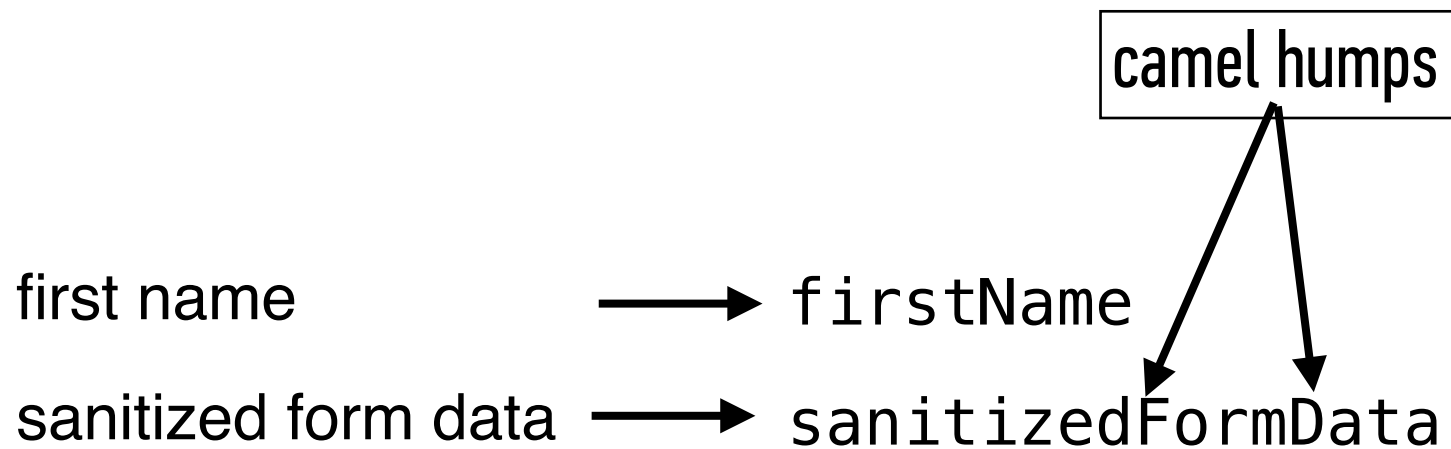 camel humps
first name firstName
sanitized form data sanitizedFormData